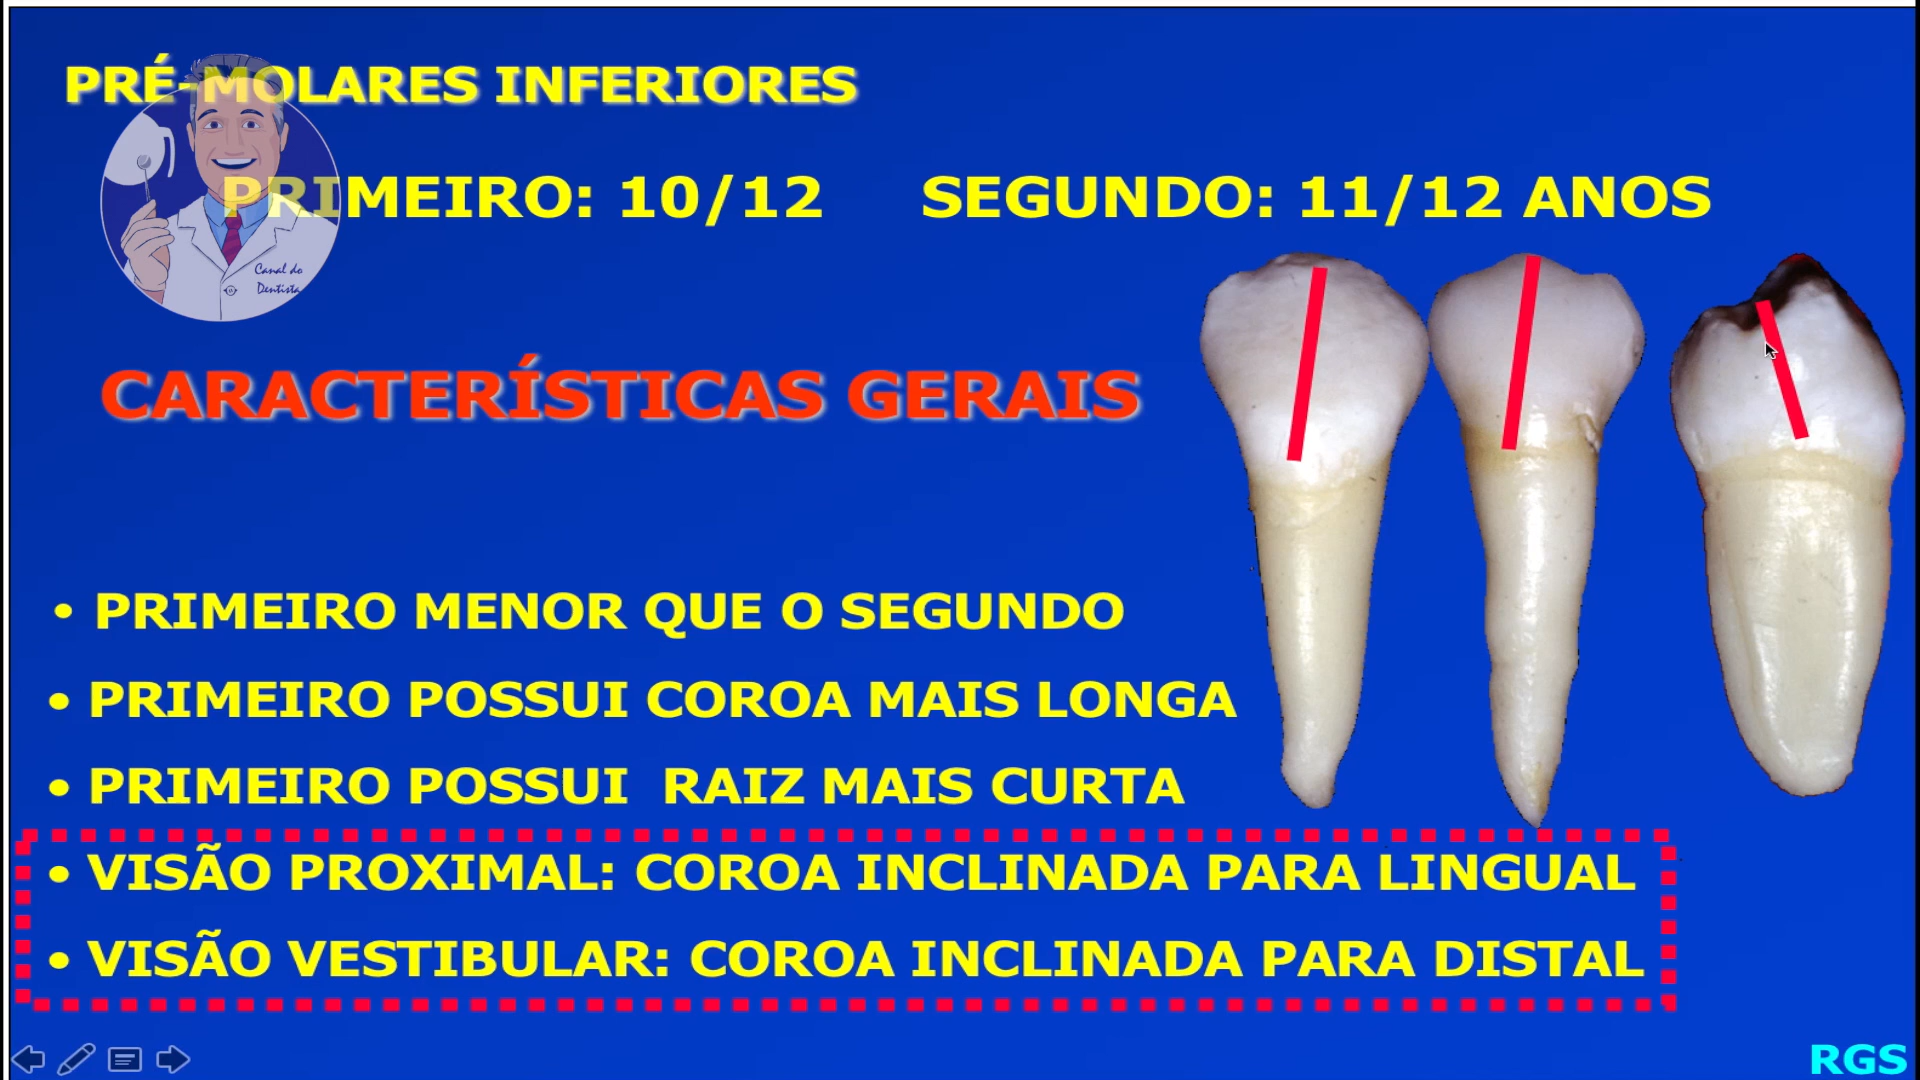 PRÉ-MOLARES INFERIORES
PRIMEIRO: 10/12 SEGUNDO: 11/12 ANOS
Canal do
Dentista
CARACTERÍSTICAS GERAIS
• PRIMEIRO MENOR QUE O SEGUNDO
• PRIMEIRO POSSUI COROA MAIS LONGA
• PRIMEIRO POSSUI RAIZ MAIS CURTA
• VISÃO PROXIMAL: COROA INCLINADA PARA LINGUAL
• VISÃO VESTIBULAR: COROA INCLINADA PARA DISTAL
RGS